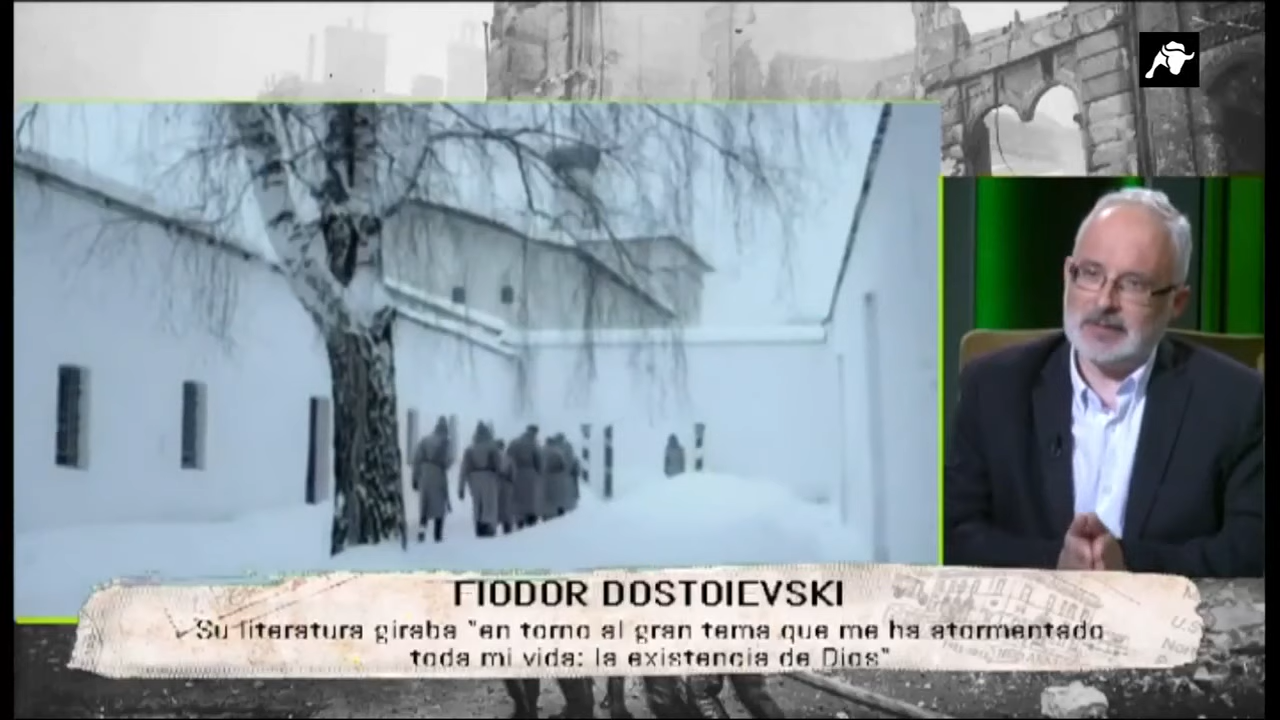 FIODOR DOSTOIEVSKI
Su literatura giraba "en torno al gran tema que me ha atormentado
toda mi vida: la existencia de Dios"